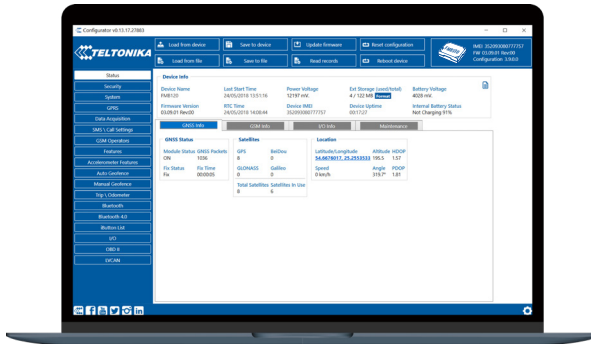 Configurator v0.13.17.27883
TELTONIKA
Load from device
Save to device
Update firmware
Reset configuration
Load from file
Save to file
Read records
Reboot device
FMB120
IMEI 352093080777757
FW 03.09.01 Rev:00
Configuration 3.9.0.0
Status
Security
System
GPRS
Data Acquisition
SMS \ Call Settings
GSM Operators
Features
Accelerometer Features
Auto Geofence
Manual Geofence
Trip \ Odometer
Bluetooth
Bluetooth 4.0
iButton List
I/O
OBD II
LVCAN
Device Info
Device Name
FMB120
Last Start Time
24/05/2018 13:51:16
Power Voltage
12197 mV.
Ext Storage (used/total)
4 / 122 MB Format
Battery Voltage
4028 mV.
Firmware Version
03.09.01 Rev:00
RTC Time
24/05/2018 14:08:44
Device IMEI
352093080777757
Device Uptime
00:17:27
Internal Battery Status
Not Charging 91%
GNSS Info
GSM Info
I/O Info
Maintenance
GNSS Status
Module Status GNSS Packets
ON 1036
Fix Status Fix Time
Fix 00:00:05
Satellites
GPS BeiDou
8 0
GLONASS Galileo
0 0
Total Satellites Satellites in Use
8 6
Location
Latitude/Longitude Altitude HDOP
54.6676017, 25.2553533 195.5 1.57
Speed Angle PDOP
0 km/h 319.7° 1.81